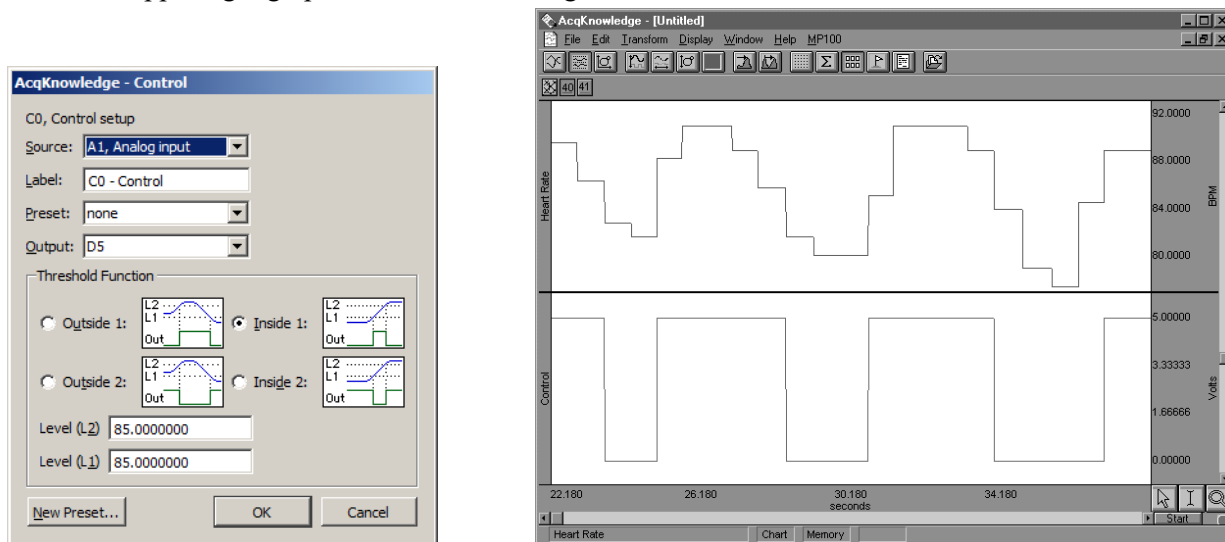 AcqKnowledge - Control
C0, Control setup
Source: A1, Analog input
Label: C0 - Control
Preset: none
Output: D5
Threshold Function
Outside 1:
L2
L1
Out
Inside 1:
L2
L1
Out
Outside 2:
L2
L1
Out
Inside 2:
L2
L1
Out
Level (L2) 85.0000000
Level (L1) 85.0000000
New Preset... OK Cancel
AcqKnowledge - [Untitled]
File Edit Transform Display Window Help MP100
40 41
Heart Rate
92.0000
88.0000
84.0000
80.0000
BPM
Control
5.00000
3.33333
1.66666
0.00000
Volts
22.180 26.180 30.180 34.180
seconds
Start
Heart Rate Chart Memory